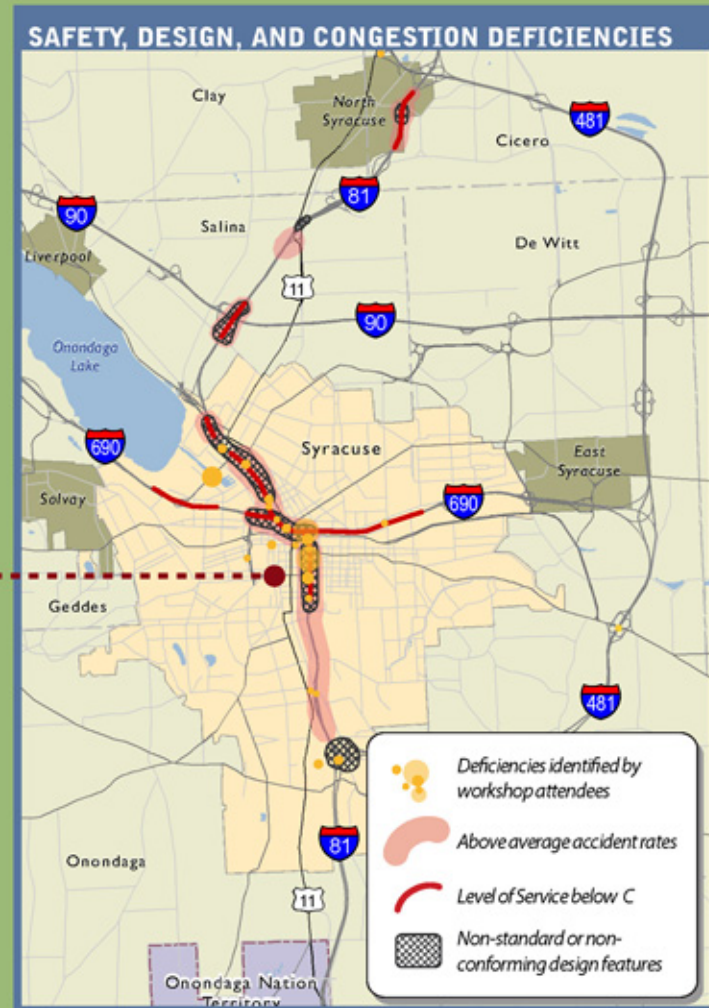 SAFETY, DESIGN, AND CONGESTION DEFICIENCIES
Clay
North
Syracuse
481
Cicero
81
90
Salina
Liverpool
De Witt
11
90
Onondaga
Lake
690
Syracuse
East
Syracuse
Solvay
690
Geddes
481
Deficiencies identified by
workshop attendees
Above average accident rates
81
Onondaga
Level of Service below C
11
Non-standard or non-
conforming design features
Onondaga Nation
Territory